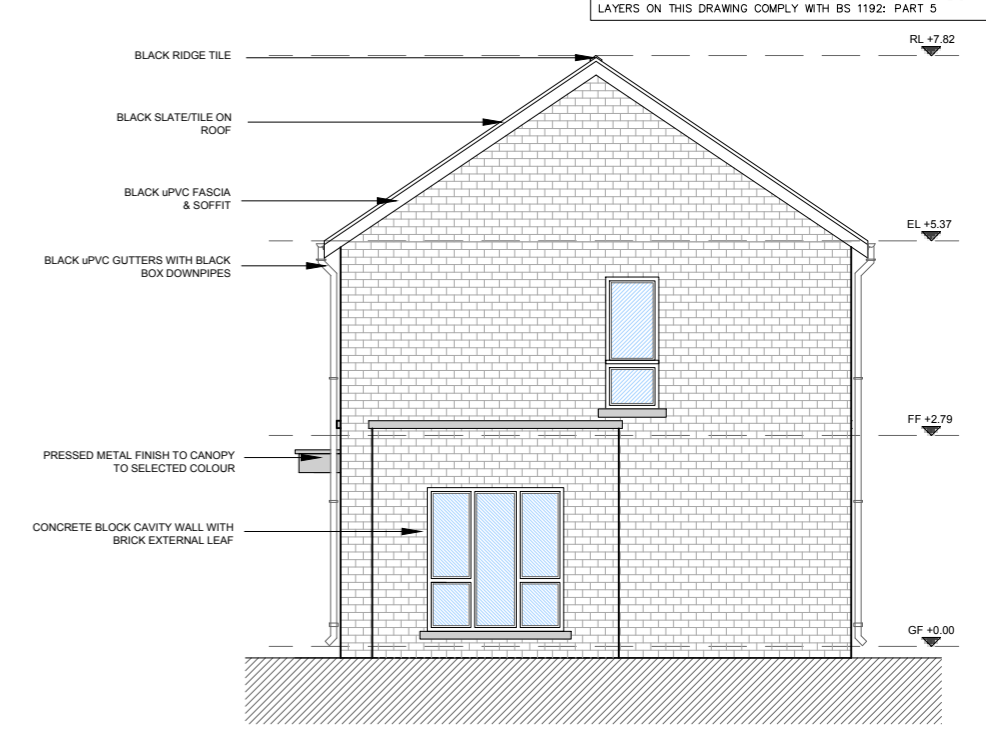 LAYERS ON THIS DRAWING COMPLY WITH BS 1192: PART 5
RL +7.82
BLACK RIDGE TILE
BLACK SLATE/TILE ON
ROOF
BLACK uPVC FASCIA
& SOFFIT
EL +5.37
BLACK uPVC GUTTERS WITH BLACK
BOX DOWNPIPES
FF +2.79
PRESSED METAL FINISH TO CANOPY
TO SELECTED COLOUR
CONCRETE BLOCK CAVITY WALL WITH
BRICK EXTERNAL LEAF
GF +0.00